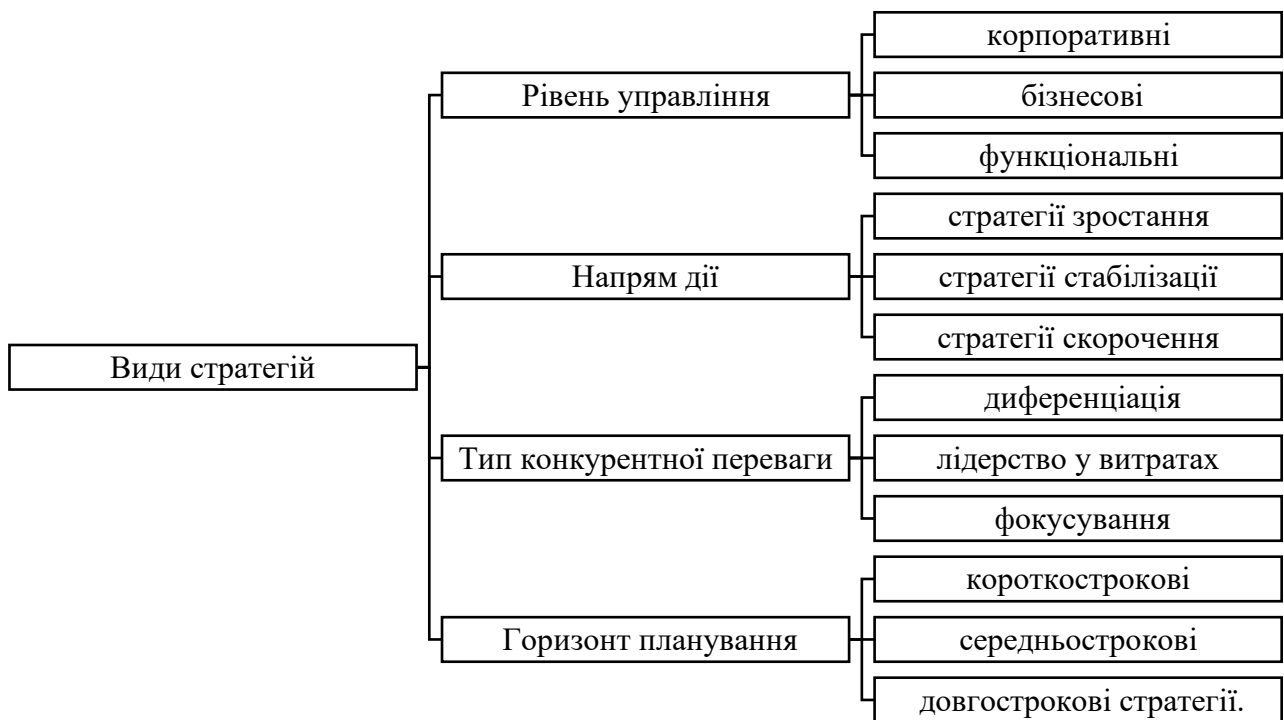 Види стратегій
Рівень управління
корпоративні
бізнесові
функціональні
Напрям дії
стратегії зростання
стратегії стабілізації
стратегії скорочення
Тип конкурентної переваги
диференціація
лідерство у витратах
фокусування
Горизонт планування
короткострокові
середньострокові
довгострокові стратегії.